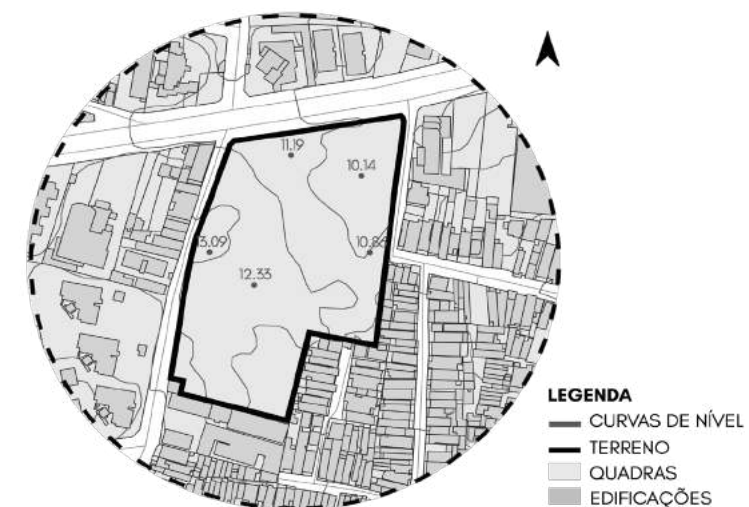 11.19
10.14
13.09
10.86
12.33
LEGENDA
CURVAS DE NÍVEL
TERRENO
QUADRAS
EDIFICAÇÕES